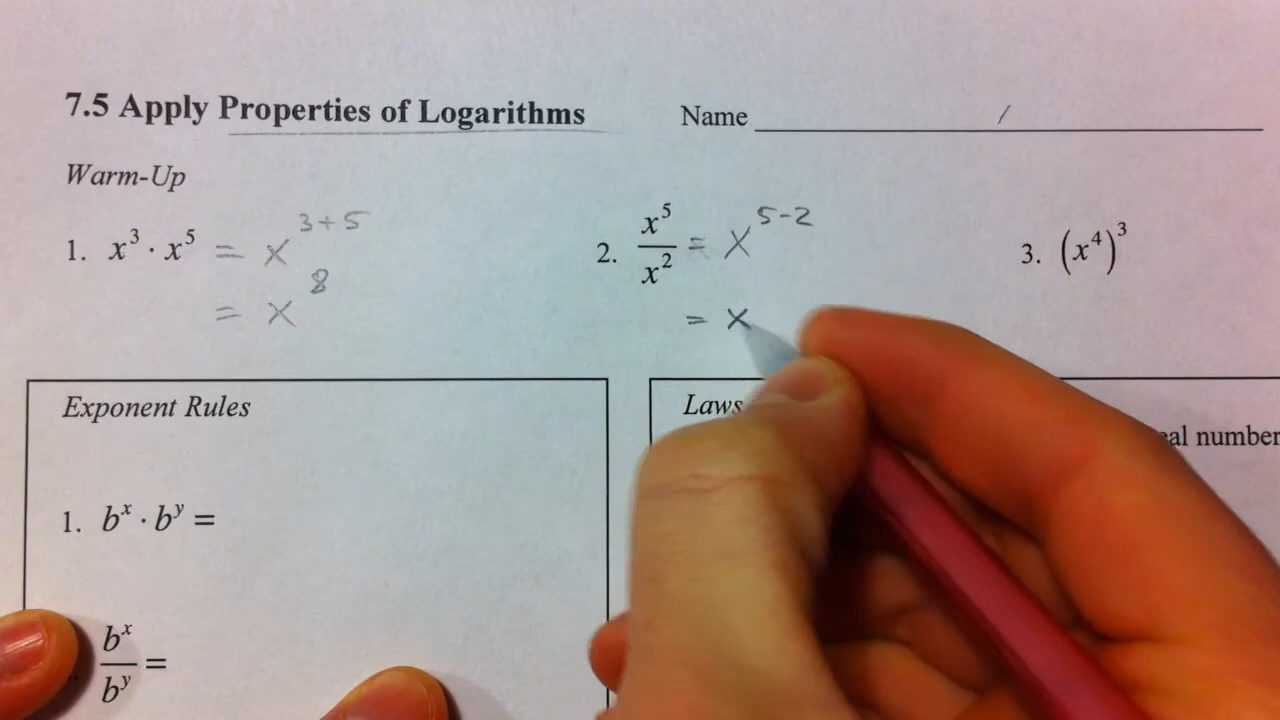 7.5 Apply Properties of Logarithms Name
Warm-Up
1. x³ · x⁵ = x³⁺⁵
= x⁸
2. x⁵/x² = x⁵⁻²
= x
3. (x⁴)³
Exponent Rules
1. bˣ · bʸ =
bˣ/bʸ =
Laws
number